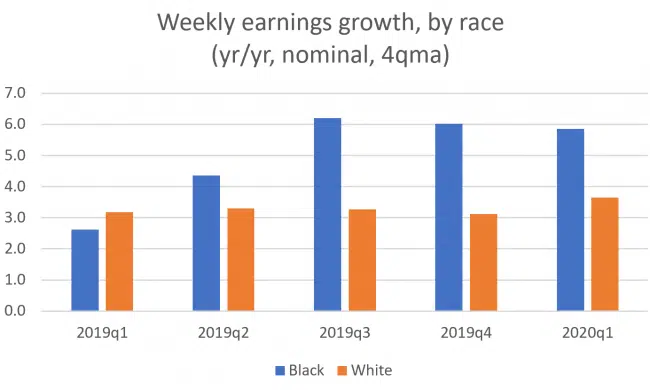 Weekly earnings growth, by race
(yr/yr, nominal, 4qma)
7.0
6.0
5.0
4.0
3.0
2.0
1.0
0.0
2019q1 2019q2 2019q3 2019q4 2020q1
Black White